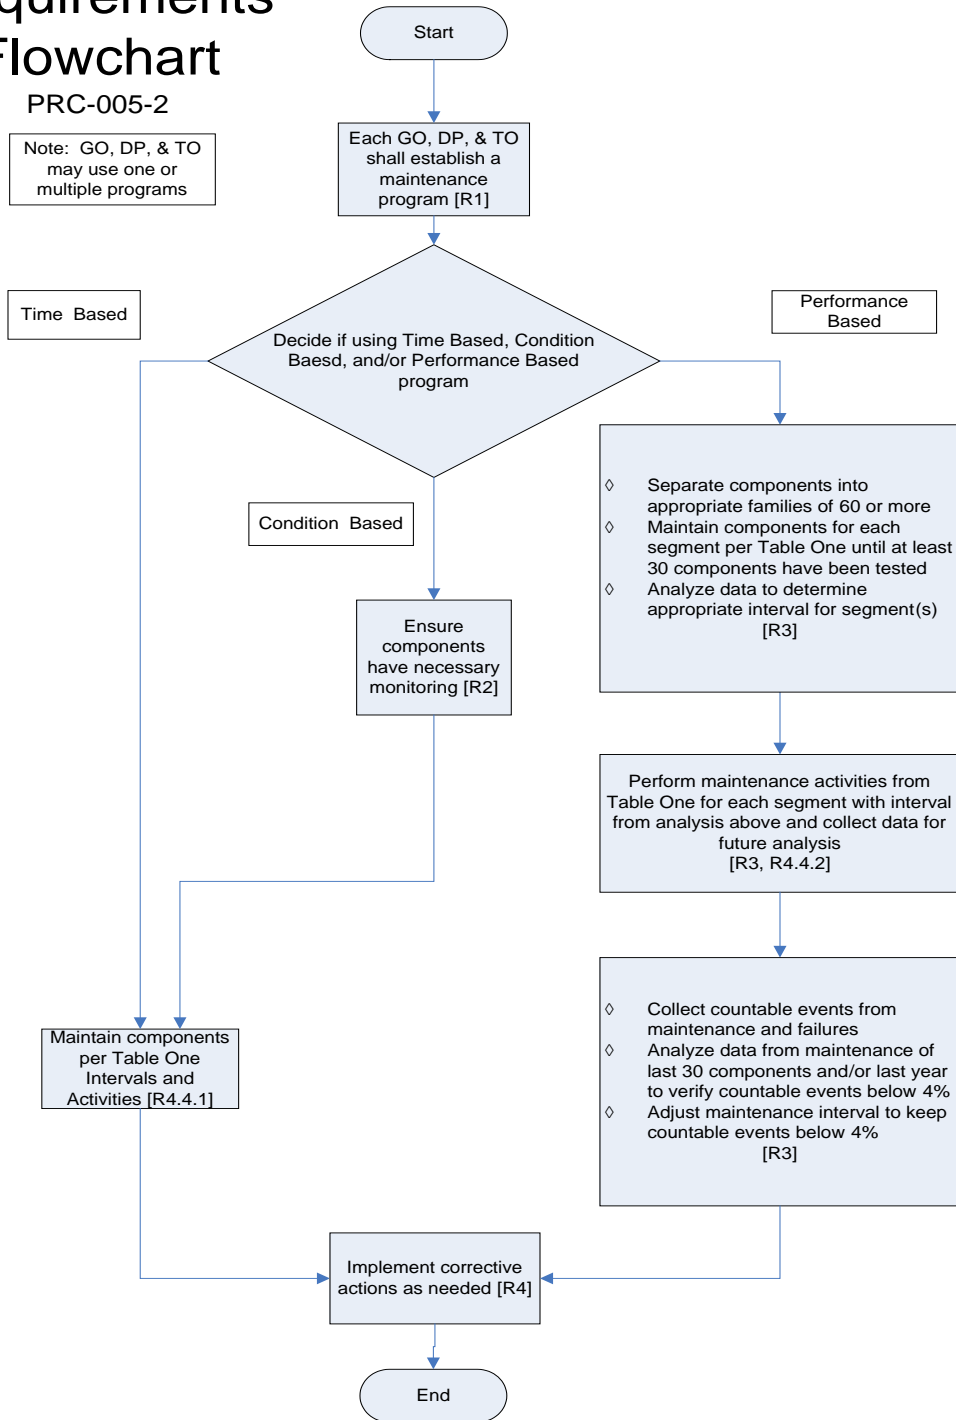 quirements
Flowchart
PRC-005-2
Note: GO, DP, & TO
may use one or
multiple programs
Start
Each GO, DP, & TO
shall establish a
maintenance
program [R1]
Time Based
Performance
Based
Decide if using Time Based, Condition
Baesd, and/or Performance Based
program
Condition Based
◊ Separate components into
appropriate families of 60 or more
◊ Maintain components for each
segment per Table One until at least
30 components have been tested
◊ Analyze data to determine
appropriate interval for segment(s)
[R3]
Ensure
components
have necessary
monitoring [R2]
Perform maintenance activities from
Table One for each segment with interval
from analysis above and collect data for
future analysis
[R3, R4.4.2]
Maintain components
per Table One
Intervals and
Activities [R4.4.1]
◊ Collect countable events from
maintenance and failures
◊ Analyze data from maintenance of
last 30 components and/or last year
to verify countable events below 4%
◊ Adjust maintenance interval to keep
countable events below 4%
[R3]
Implement corrective
actions as needed [R4]
End